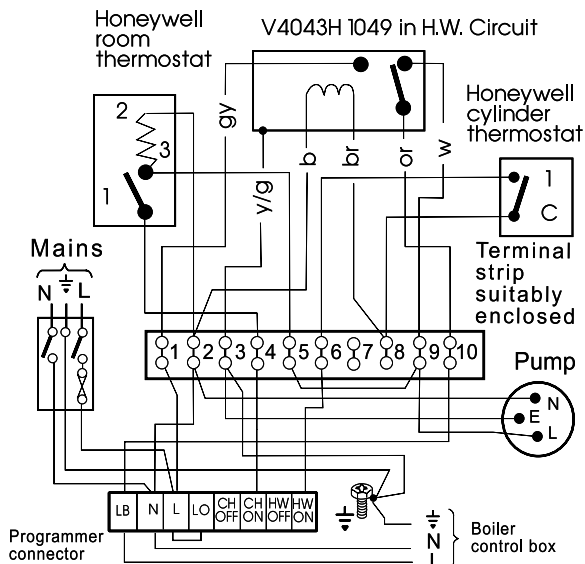 Honeywell
room
thermostat
V4043H 1049 in H.W. Circuit
Honeywell
cylinder
thermostat
2
3
1
gy
y/g
b
br
or
w
1
C
Terminal
strip
suitably
enclosed
Mains
N L
1 2 3 4 5 6 7 8 9 10
Pump
N
E
L
LB N L LO CH OFF CH ON HW OFF HW ON
Programmer
connector
N
L
Boiler
control box